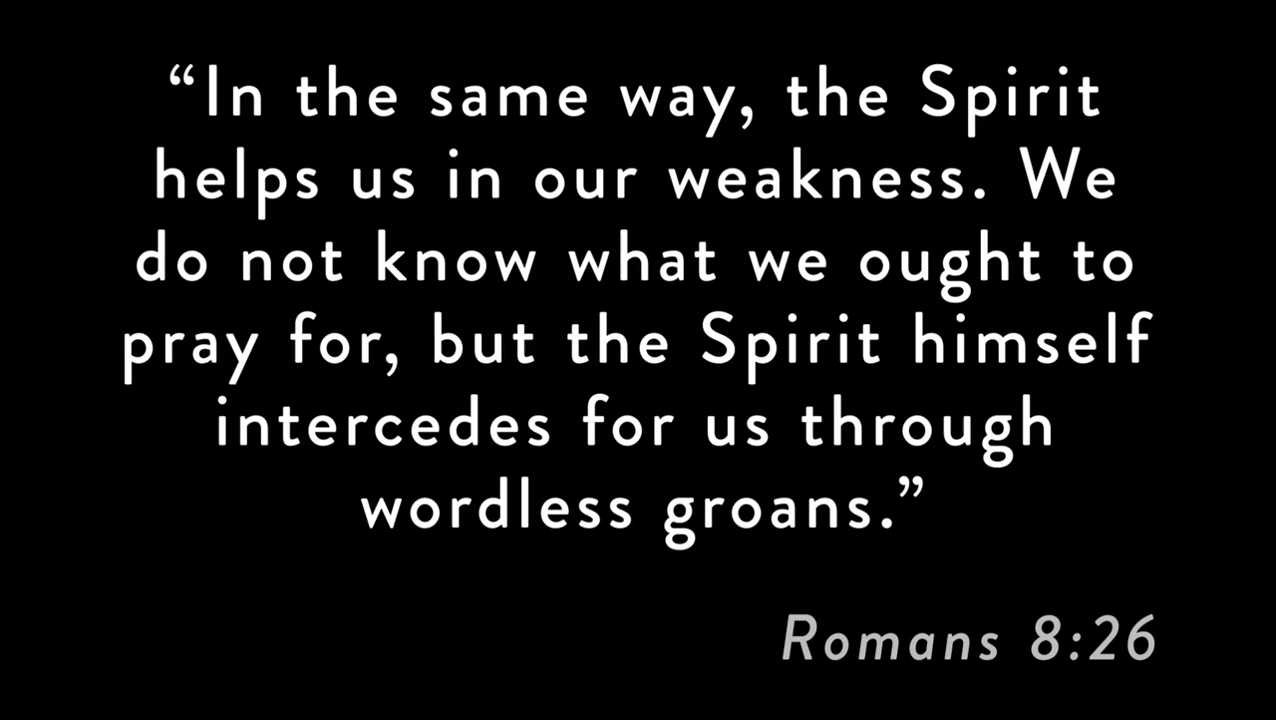 “In the same way, the Spirit
helps us in our weakness. We
do not know what we ought to
pray for, but the Spirit himself
intercedes for us through
wordless groans.”
Romans 8:26